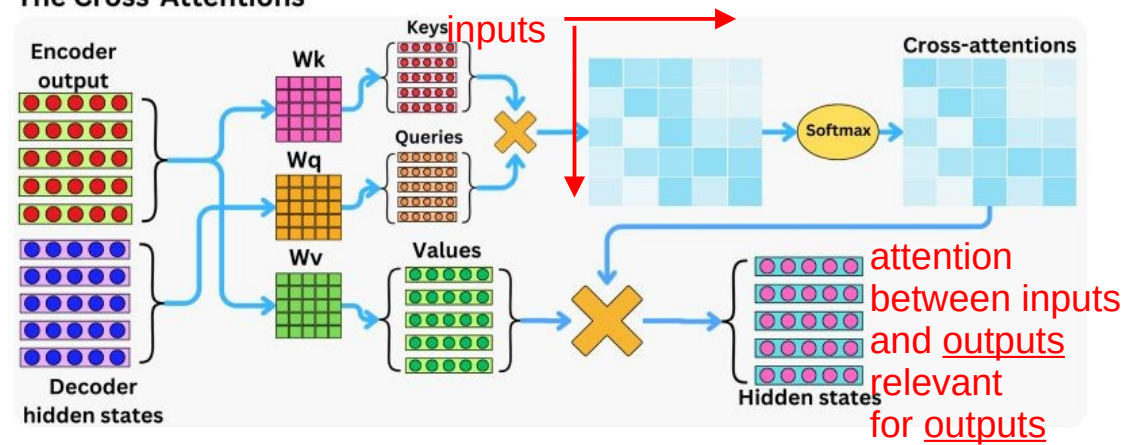 The Cross-Attentions
inputs
Encoder
output
Wk
Keys
Cross-attentions
Queries
Softmax
Wq
Wv
Values
attention
between inputs
and outputs
relevant
for outputs
Decoder
hidden states
Hidden states